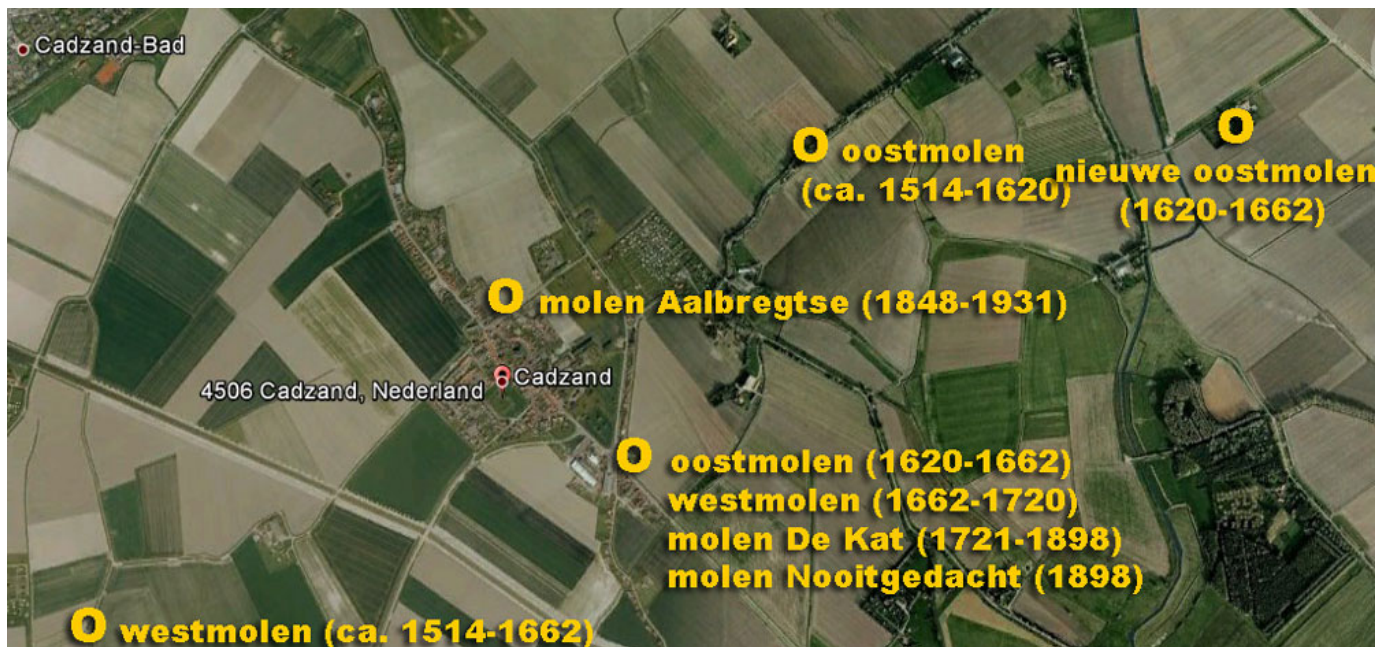 Cadzand-Bad
O oostmolen
(ca. 1514-1620)
O
nieuwe oostmolen
(1620-1662)
O molen Aalbregtse (1848-1931)
Cadzand
4506 Cadzand, Nederland
O oostmolen (1620-1662)
westmolen (1662-1720)
molen De Kat (1721-1898)
molen Nooitgedacht (1898)
O westmolen (ca. 1514-1662)